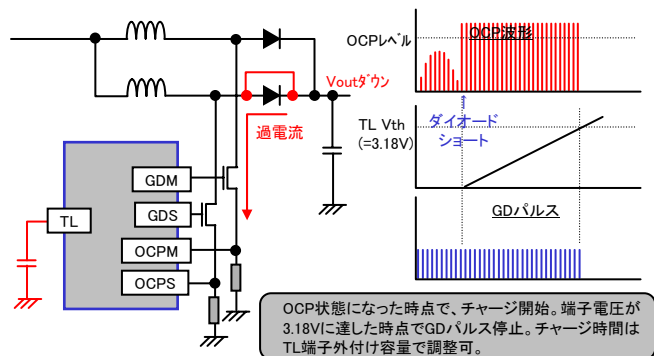 Voutダウン
過電流
GDM
GDS
TL
OCPM
OCPS
OCPレベル
OCP波形
TL Vth
(=3.18V)
ダイオード
ショート
GDパルス
OCP状態になった時点で、チャージ開始。端子電圧が
3.18Vに達した時点でGDパルス停止。チャージ時間は
TL端子外付け容量で調整可。